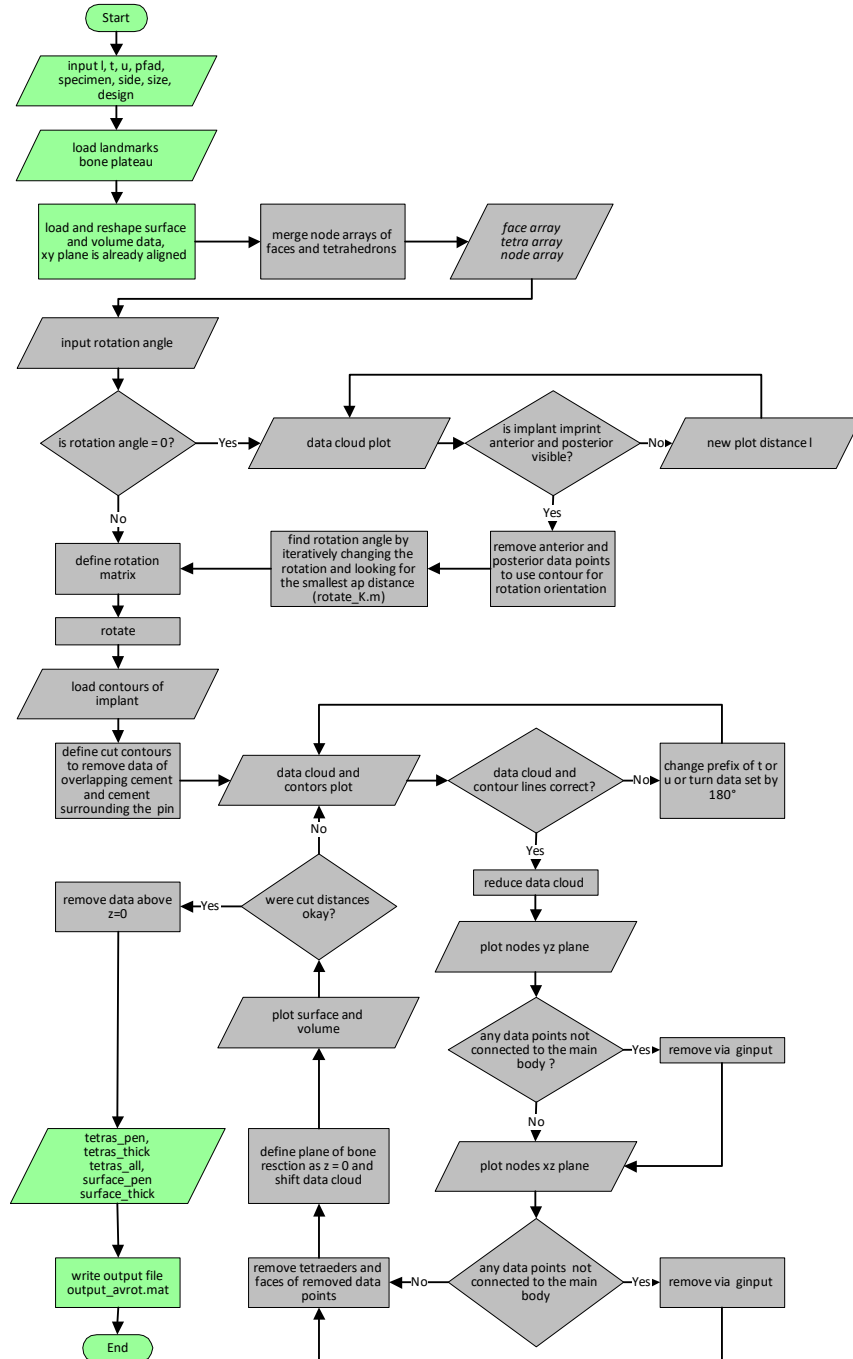 Start
input l, t, u, pfad,
specimen, side, size,
design
load landmarks
bone plateau
load and reshape surface
and volume data,
xy plane is already aligned
merge node arrays of
faces and tetrahedrons
face array
tetra array
node array
input rotation angle
is rotation angle = 0?
Yes
data cloud plot
is implant imprint
anterior and posterior
visible?
No
new plot distance l
No
Yes
define rotation
matrix
find rotation angle by
iteratively changing the
rotation and looking for
the smallest ap distance
(rotate_K.m)
remove anterior and
posterior data points
to use contour for
rotation orientation
rotate
load contours of
implant
define cut contours
to remove data of
overlapping cement
and cement
surrounding the pin
data cloud and
contors plot
data cloud and
contour lines correct?
No
change prefix of t or
u or turn data set by
180°
No
Yes
remove data above
z=0
Yes
were cut distances
okay?
reduce data cloud
plot nodes yz plane
plot surface and
volume
any data points not
connected to the main
body ?
Yes
remove via ginput
No
tetras_pen,
tetras_thick
tetras_all,
surface_pen
surface_thick
define plane of bone
resction as z = 0 and
shift data cloud
plot nodes xz plane
write output file
output_avrot.mat
remove tetraeders and
faces of removed data
points
No
any data points not
connected to the main
body
Yes
remove via ginput
End